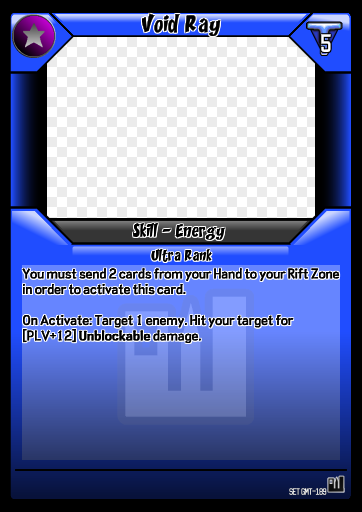 Void Ray
5
Skill - Energy
Ultra Rank
You must send 2 cards from your Hand to your Rift Zone
in order to activate this card.
On Activate: Target 1 enemy. Hit your target for
[PLV+12] Unblockable damage.
SET GMT-189